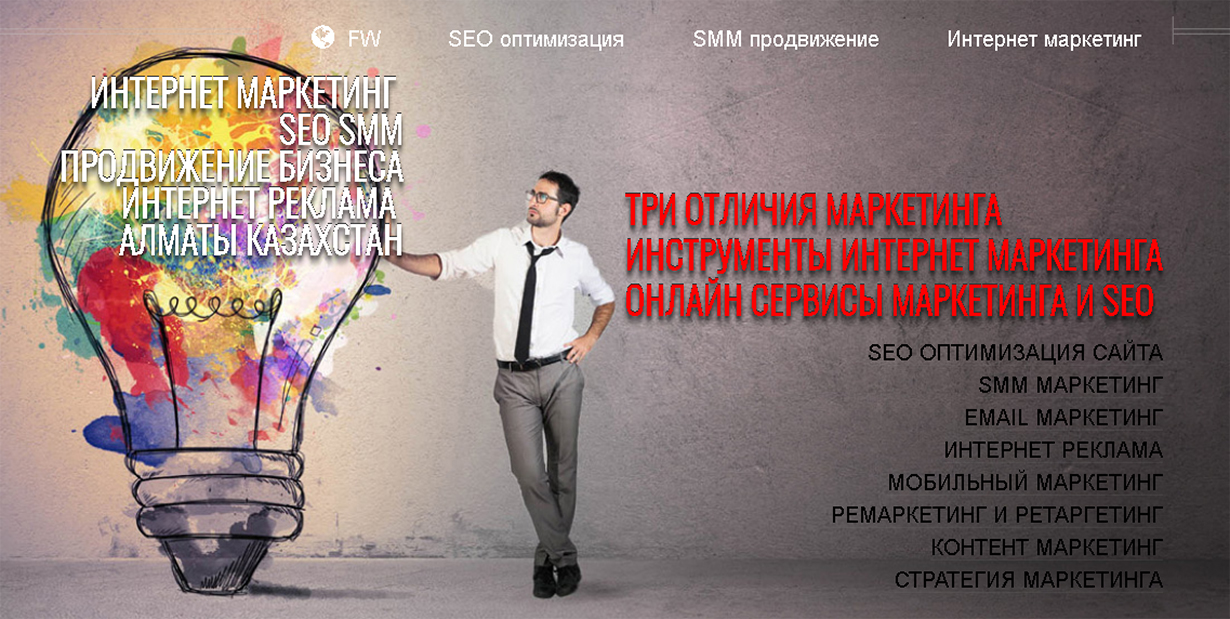 FW SEO оптимизация SMM продвижение Интернет маркетинг
ИНТЕРНЕТ МАРКЕТИНГ
SEO SMM
ПРОДВИЖЕНИЕ БИЗНЕСА
ИНТЕРНЕТ РЕКЛАМА
АЛМАТЫ КАЗАХСТАН
ТРИ ОТЛИЧИЯ МАРКЕТИНГА
ИНСТРУМЕНТЫ ИНТЕРНЕТ МАРКЕТИНГА
ОНЛАЙН СЕРВИСЫ МАРКЕТИНГА И SEO
SEO ОПТИМИЗАЦИЯ САЙТА
SMM МАРКЕТИНГ
EMAIL МАРКЕТИНГ
ИНТЕРНЕТ РЕКЛАМА
МОБИЛЬНЫЙ МАРКЕТИНГ
РЕМАРКЕТИНГ И РЕТАРГЕТИНГ
КОНТЕНТ МАРКЕТИНГ
СТРАТЕГИЯ МАРКЕТИНГА